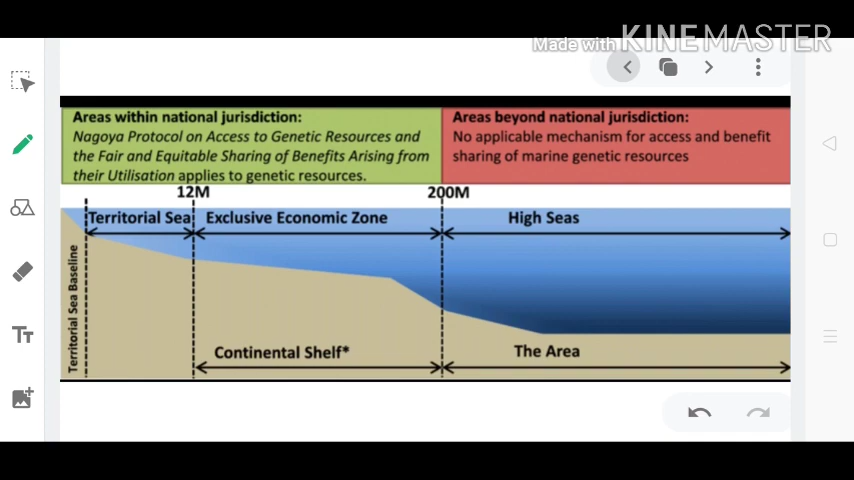 Made with KINEMASTER
Areas within national jurisdiction:
Nagoya Protocol on Access to Genetic Resources and
the Fair and Equitable Sharing of Benefits Arising from
their Utilisation applies to genetic resources.
Areas beyond national jurisdiction:
No applicable mechanism for access and benefit
sharing of marine genetic resources
12M
200M
Territorial Sea
Exclusive Economic Zone
High Seas
Territorial Sea Baseline
Continental Shelf*
The Area
TT